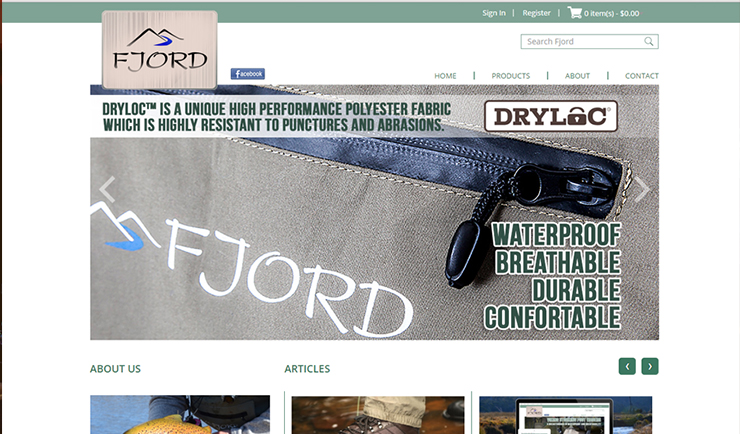 Sign In | Register | 0 item(s) - $0.00
FJORD
Search Fjord
facebook
HOME | PRODUCTS | ABOUT | CONTACT
DRYLOC™ IS A UNIQUE HIGH PERFORMANCE POLYESTER FABRIC
WHICH IS HIGHLY RESISTANT TO PUNCTURES AND ABRASIONS.
DRYLOC®
FJORD
WATERPROOF
BREATHABLE
DURABLE
CONFORTABLE
ABOUT US
ARTICLES